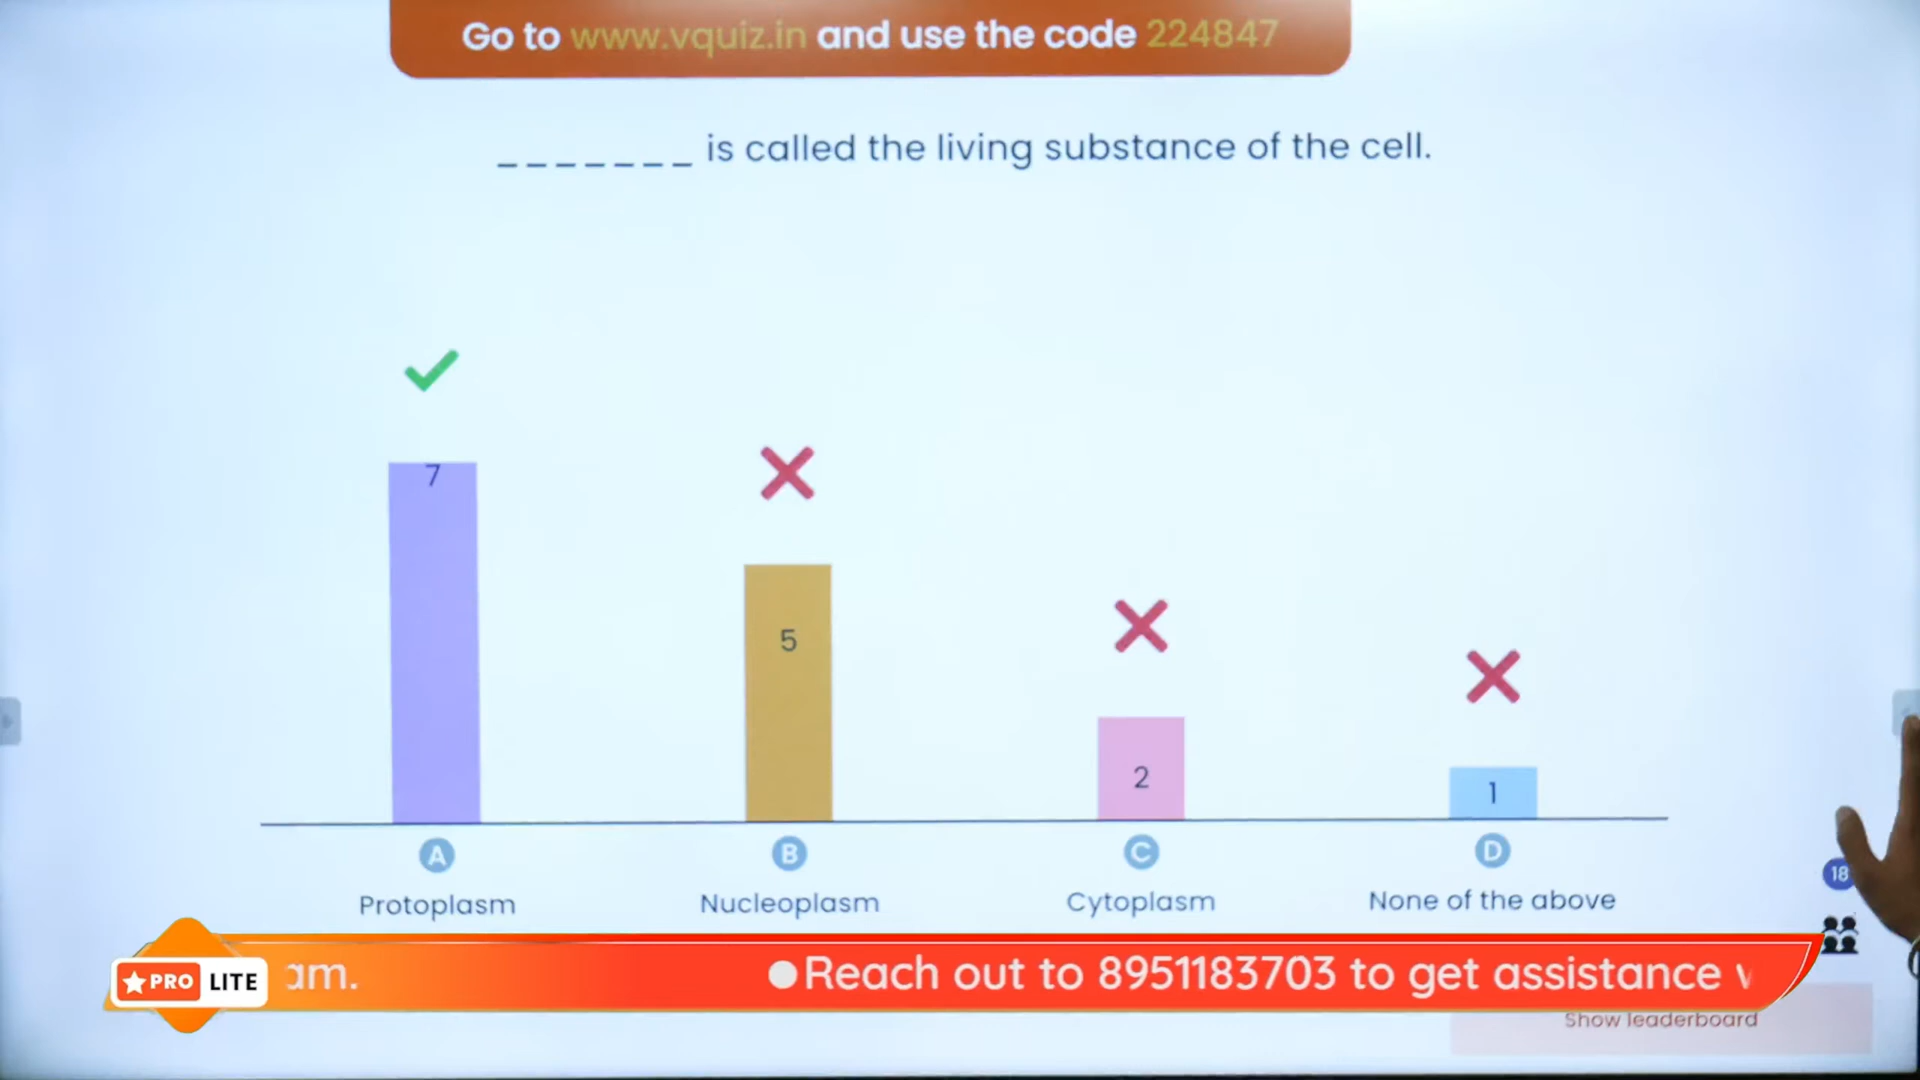 Go to www.vquiz.in and use the code 224847
_______ is called the living substance of the cell.
7
5
2
1
A
B
C
D
Protoplasm
Nucleoplasm
Cytoplasm
None of the above
18
PRO LITE
am.
Reach out to 8951183703 to get assistance
Show leaderboard